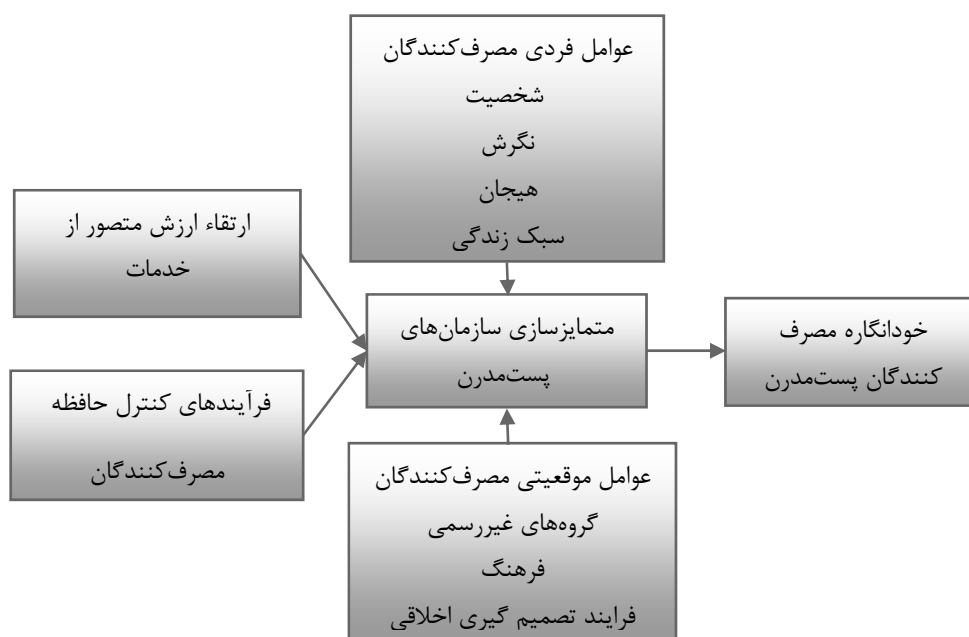 عوامل فردی مصرف‌کنندگان
شخصیت
نگرش
هیجان
سبک زندگی
ارتقاء ارزش متصور از
خدمات
متمایزسازی سازمان‌های
پست‌مدرن
خودانگاره مصرف
کنندگان پست‌مدرن
فرآیندهای کنترل حافظه
مصرف‌کنندگان
عوامل موقعیتی مصرف‌کنندگان
گروه‌های غیررسمی
فرهنگ
فرایند تصمیم گیری اخلاقی